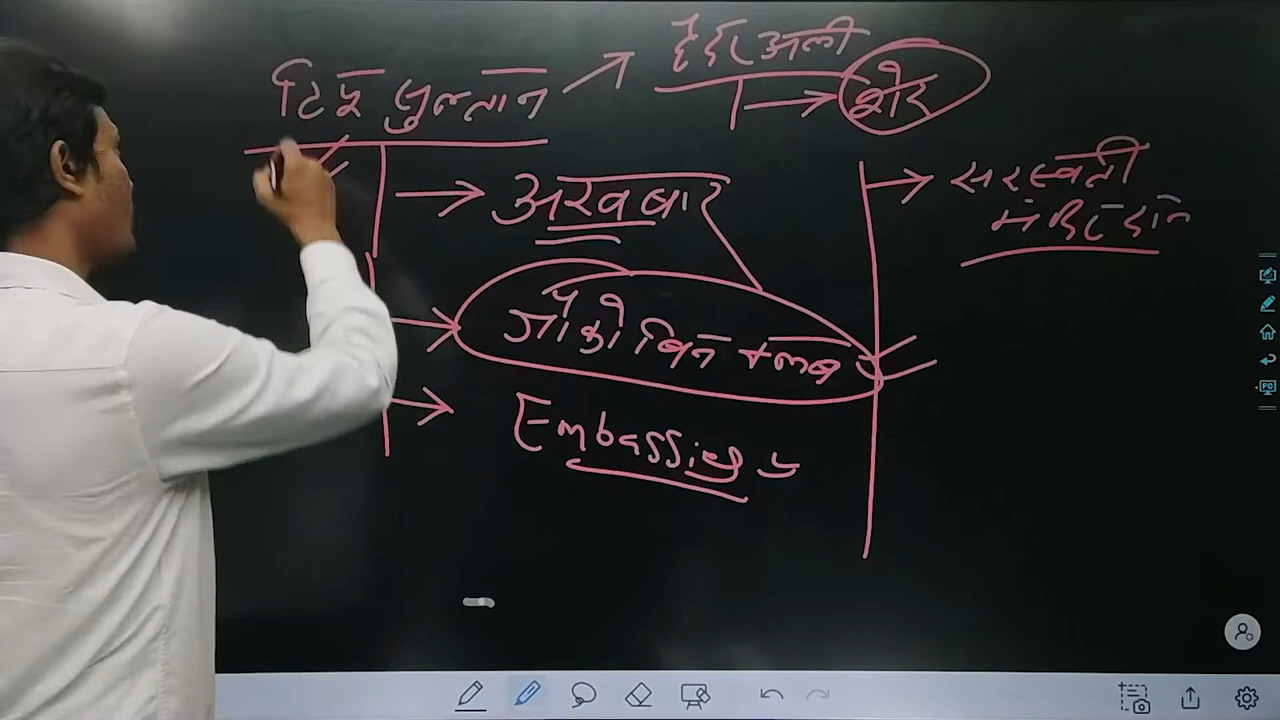 हैदर अली
टिपू सुल्तान
शेर
अखबार
सरस्वती
मंदिर दान
जाकोविन क्लब
Embassies